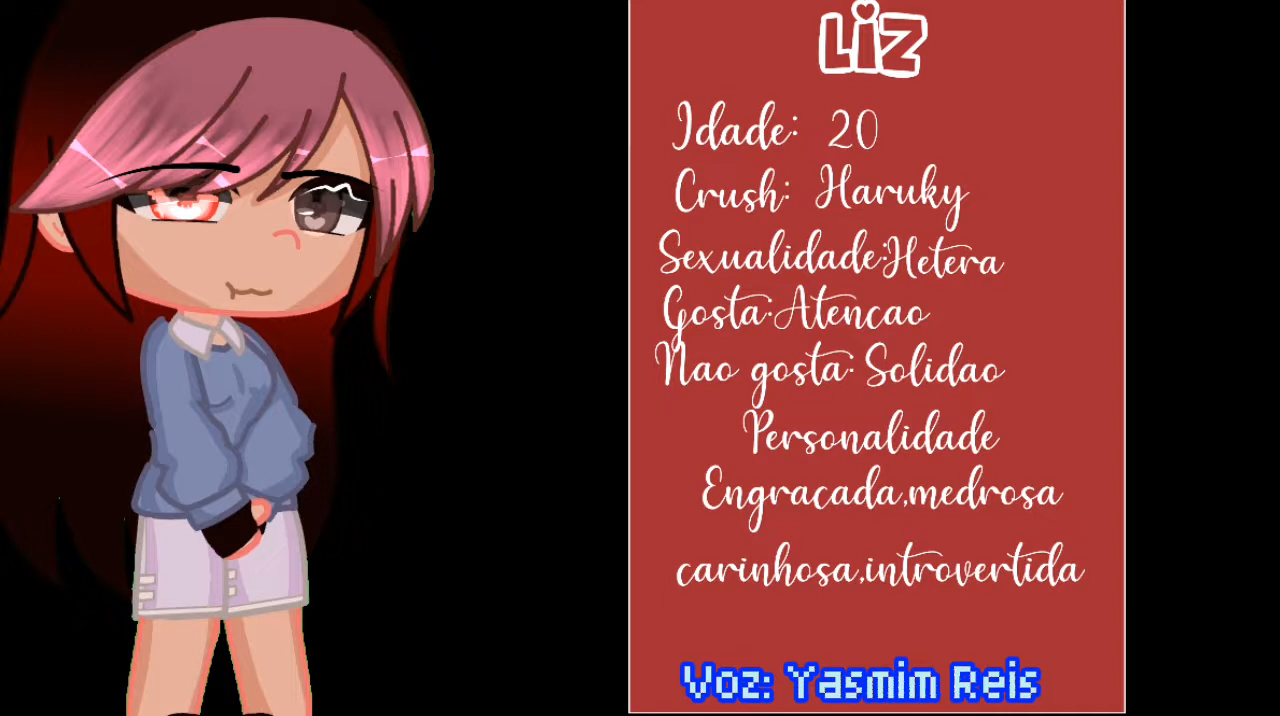 LiZ
Idade: 20
Crush: Haruky
Sexualidade:Hetera
Gosta:Atencao
Nao gosta: Solidao
Personalidade
Engracada,medrosa
carinhosa,introvertida
Voz: Yasmim Reis